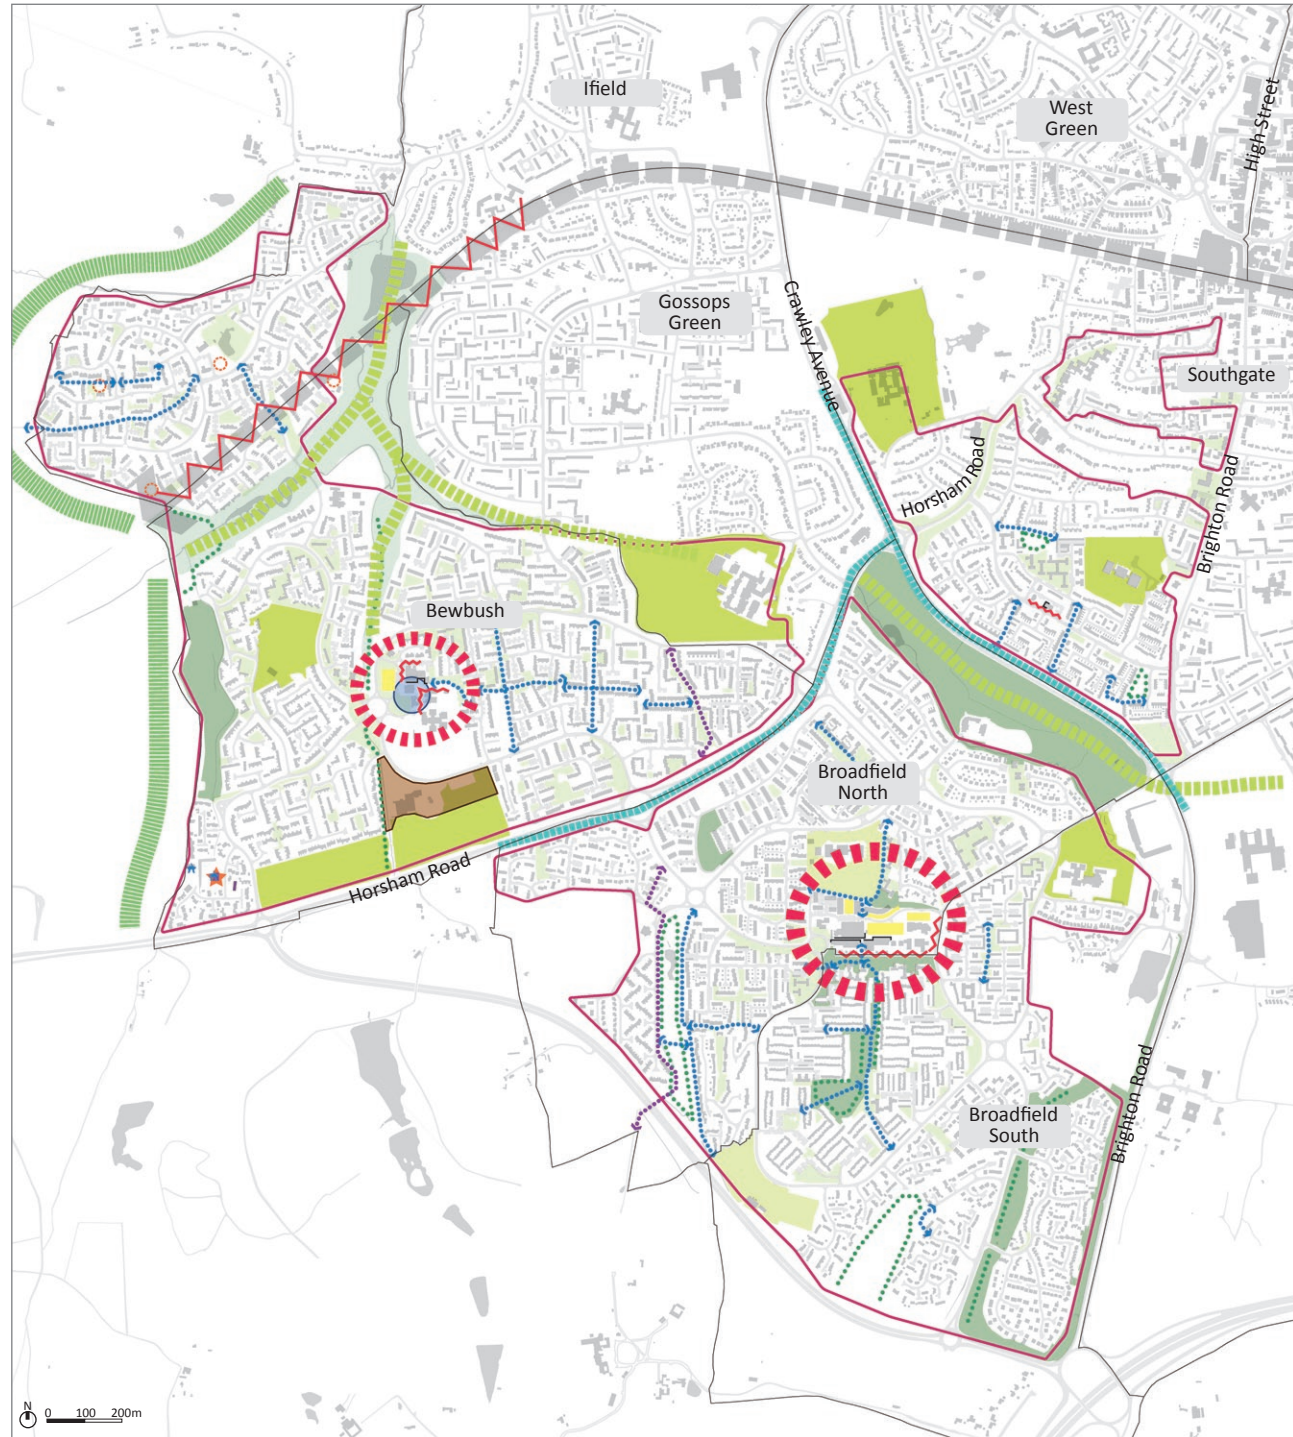 Ifield
West
Green
High Street
Gossops
Green
Crawley Avenue
Southgate
Horsham Road
Brighton Road
Bewbush
Broadfield
North
Horsham Road
Broadfield
South
Brighton Road
N
0 100 200m